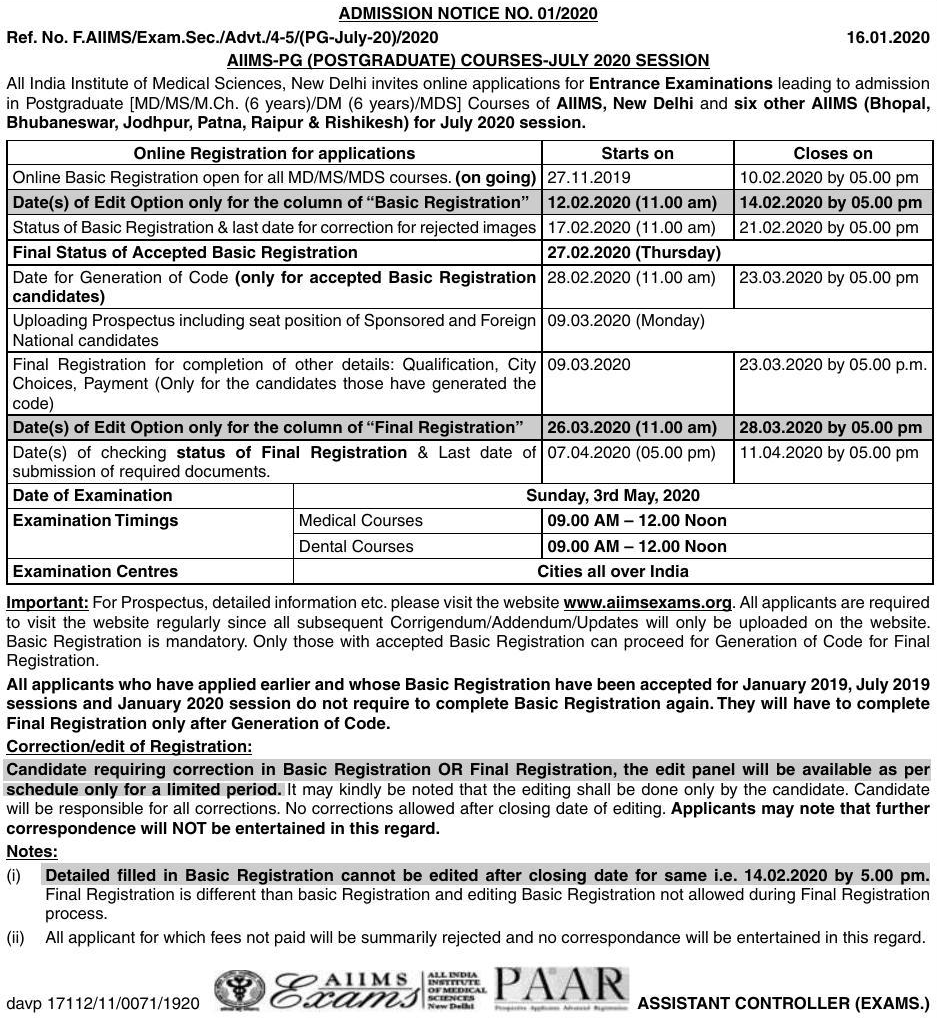 ADMISSION NOTICE NO. 01/2020
Ref. No. F.AIIMS/Exam.Sec./Advt./4-5/(PG-July-20)/2020 16.01.2020
AIIMS-PG (POSTGRADUATE) COURSES-JULY 2020 SESSION
All India Institute of Medical Sciences, New Delhi invites online applications for Entrance Examinations leading to admission
in Postgraduate [MD/MS/M.Ch. (6 years)/DM (6 years)/MDS] Courses of AIIMS, New Delhi and six other AIIMS (Bhopal,
Bhubaneswar, Jodhpur, Patna, Raipur & Rishikesh) for July 2020 session.
Online Registration for applications Starts on Closes on
Online Basic Registration open for all MD/MS/MDS courses. (on going) 27.11.2019 10.02.2020 by 05.00 pm
Date(s) of Edit Option only for the column of “Basic Registration” 12.02.2020 (11.00 am) 14.02.2020 by 05.00 pm
Status of Basic Registration & last date for correction for rejected images 17.02.2020 (11.00 am) 21.02.2020 by 05.00 pm
Final Status of Accepted Basic Registration 27.02.2020 (Thursday)
Date for Generation of Code (only for accepted Basic Registration 28.02.2020 (11.00 am) 23.03.2020 by 05.00 pm
candidates)
Uploading Prospectus including seat position of Sponsored and Foreign 09.03.2020 (Monday)
National candidates
Final Registration for completion of other details: Qualification, City 09.03.2020 23.03.2020 by 05.00 p.m.
Choices, Payment (Only for the candidates those have generated the
code)
Date(s) of Edit Option only for the column of “Final Registration” 26.03.2020 (11.00 am) 28.03.2020 by 05.00 pm
Date(s) of checking status of Final Registration & Last date of 07.04.2020 (05.00 pm) 11.04.2020 by 05.00 pm
submission of required documents.
Date of Examination Sunday, 3rd May, 2020
Examination Timings Medical Courses 09.00 AM – 12.00 Noon
Dental Courses 09.00 AM – 12.00 Noon
Examination Centres Cities all over India
Important: For Prospectus, detailed information etc. please visit the website www.aiimsexams.org. All applicants are required
to visit the website regularly since all subsequent Corrigendum/Addendum/Updates will only be uploaded on the website.
Basic Registration is mandatory. Only those with accepted Basic Registration can proceed for Generation of Code for Final
Registration.
All applicants who have applied earlier and whose Basic Registration have been accepted for January 2019, July 2019
sessions and January 2020 session do not require to complete Basic Registration again. They will have to complete
Final Registration only after Generation of Code.
Correction/edit of Registration:
Candidate requiring correction in Basic Registration OR Final Registration, the edit panel will be available as per
schedule only for a limited period. It may kindly be noted that the editing shall be done only by the candidate. Candidate
will be responsible for all corrections. No corrections allowed after closing date of editing. Applicants may note that further
correspondence will NOT be entertained in this regard.
Notes:
(i) Detailed filled in Basic Registration cannot be edited after closing date for same i.e. 14.02.2020 by 5.00 pm.
Final Registration is different than basic Registration and editing Basic Registration not allowed during Final Registration
process.
(ii) All applicant for which fees not paid will be summarily rejected and no correspondance will be entertained in this regard.
davp 17112/11/0071/1920 AIIMS Exams ALL INDIA INSTITUTE OF MEDICAL SCIENCES New Delhi PAAR Prospective Applicants Advanced Registration ASSISTANT CONTROLLER (EXAMS.)